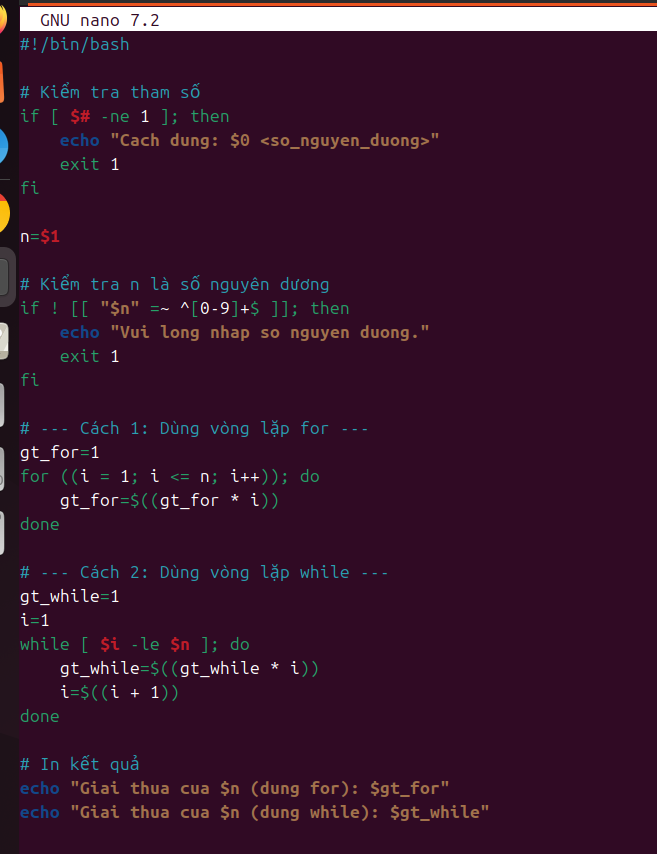 GNU nano 7.2
#!/bin/bash
# Kiểm tra tham số
if [ $# -ne 1 ]; then
    echo "Cach dung: $0 <so_nguyen_duong>"
    exit 1
fi
n=$1
# Kiểm tra n là số nguyên dương
if ! [[ "$n" =~ ^[0-9]+$ ]]; then
    echo "Vui long nhap so nguyen duong."
    exit 1
fi
# --- Cách 1: Dùng vòng lặp for ---
gt_for=1
for ((i = 1; i <= n; i++)); do
    gt_for=$((gt_for * i))
done
# --- Cách 2: Dùng vòng lặp while ---
gt_while=1
i=1
while [ $i -le $n ]; do
    gt_while=$((gt_while * i))
    i=$((i + 1))
done
# In kết quả
echo "Giai thua cua $n (dung for): $gt_for"
echo "Giai thua cua $n (dung while): $gt_while"